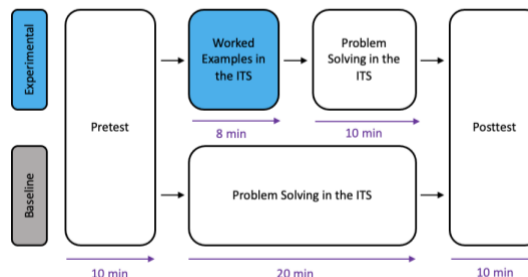 Experimental
Worked
Examples in
the ITS
Problem
Solving in the
ITS
8 min
10 min
Pretest
Posttest
Baseline
Problem Solving in the ITS
10 min
20 min
10 min